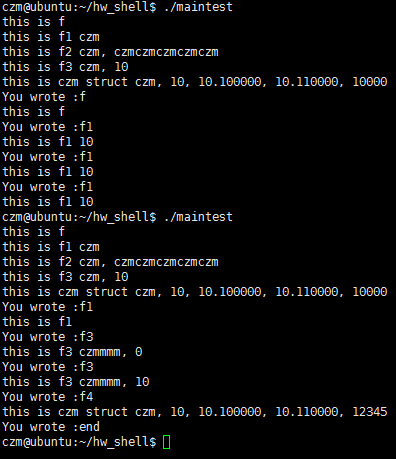 czm@ubuntu:~/hw_shell$ ./maintest
this is f
this is f1 czm
this is f2 czm, czmczmczmczmczm
this is f3 czm, 10
this is czm struct czm, 10, 10.100000, 10.110000, 10000
You wrote :f
this is f
You wrote :f1
this is f1 10
You wrote :f1
this is f1 10
You wrote :f1
this is f1 10
czm@ubuntu:~/hw_shell$ ./maintest
this is f
this is f1 czm
this is f2 czm, czmczmczmczmczm
this is f3 czm, 10
this is czm struct czm, 10, 10.100000, 10.110000, 10000
You wrote :f1
this is f1
You wrote :f3
this is f3 czmmmm, 0
You wrote :f3
this is f3 czmmmm, 10
You wrote :f4
this is czm struct czm, 10, 10.100000, 10.110000, 12345
You wrote :end
czm@ubuntu:~/hw_shell$